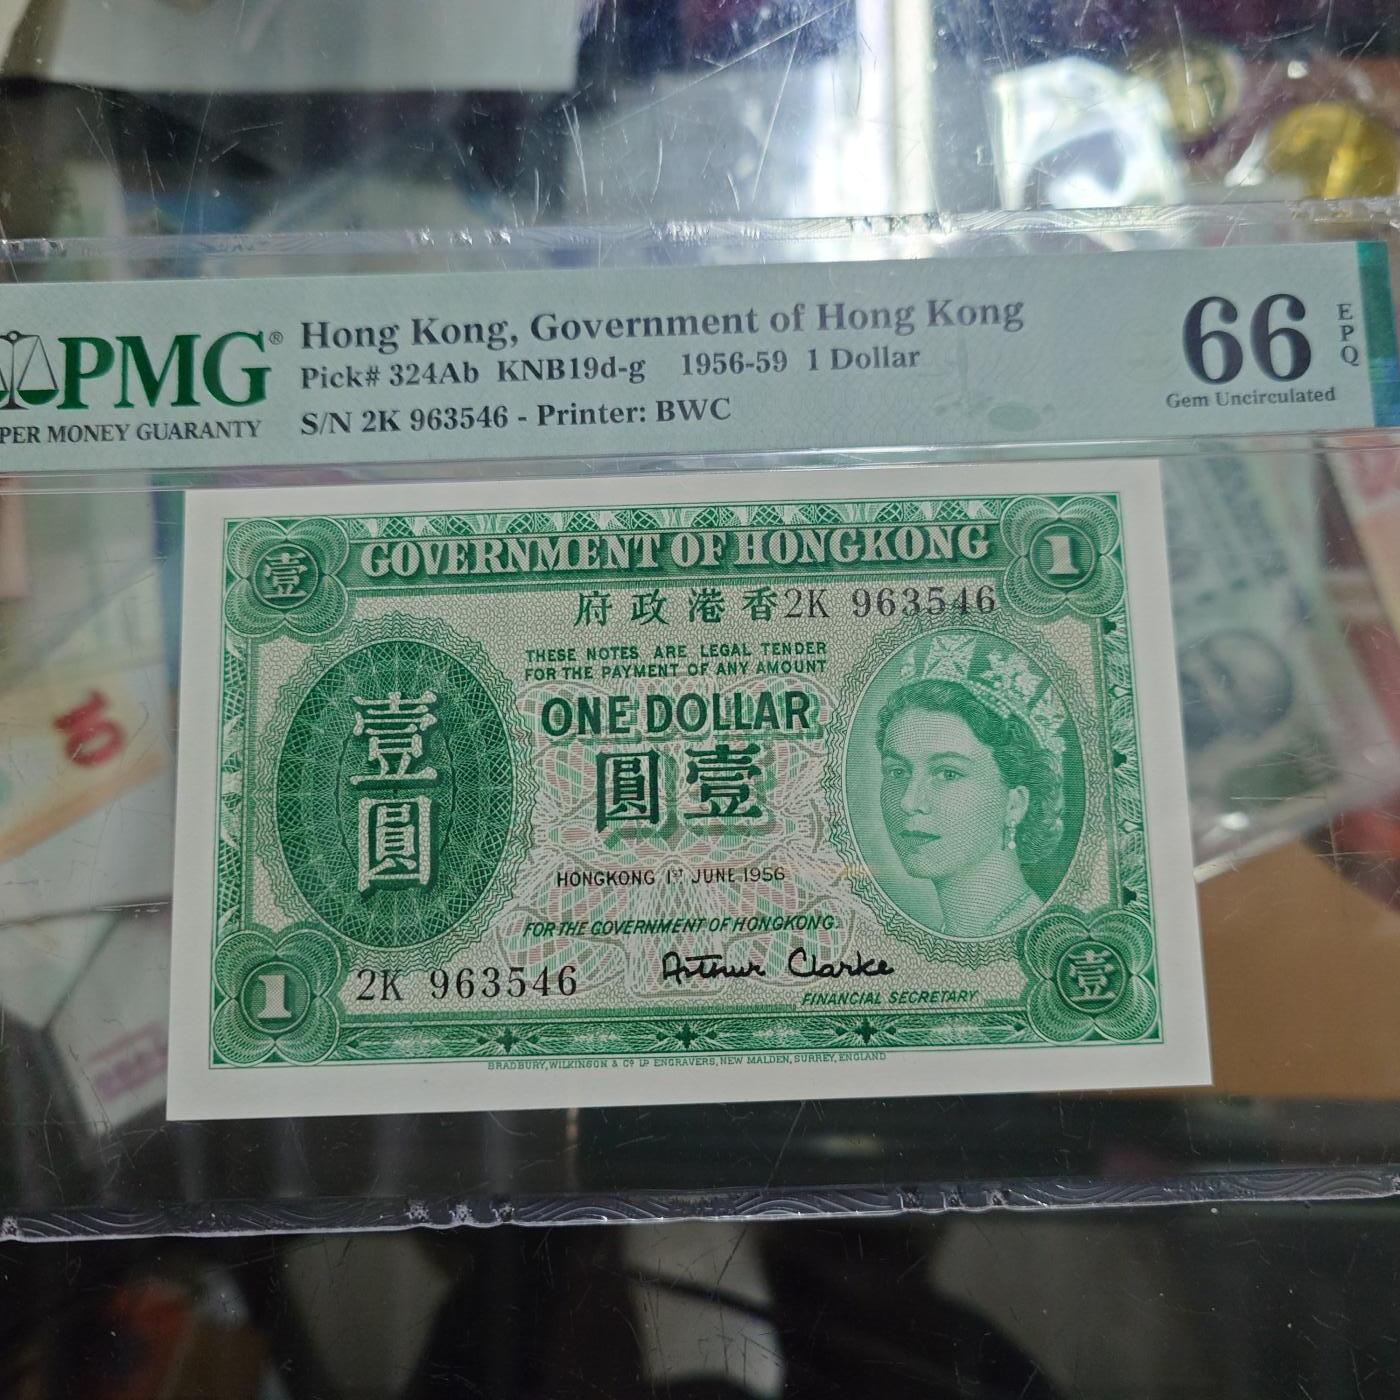 PMG®
PER MONEY GUARANTY
Hong Kong, Government of Hong Kong
Pick# 324Ab KNB19d-g 1956-59 1 Dollar
S/N 2K 963546 - Printer: BWC
66 EPQ
Gem Uncirculated
壹 GOVERNMENT OF HONGKONG 1
府政港香 2K 963546
THESE NOTES ARE LEGAL TENDER
FOR THE PAYMENT OF ANY AMOUNT
ONE DOLLAR
圓壹
壹圓
HONGKONG 1ST JUNE 1956
FOR THE GOVERNMENT OF HONGKONG.
Arthur Clarke
FINANCIAL SECRETARY.
1 2K 963546 壹
BRADBURY, WILKINSON & Co Ld ENGRAVERS, NEW MALDEN, SURREY, ENGLAND
10